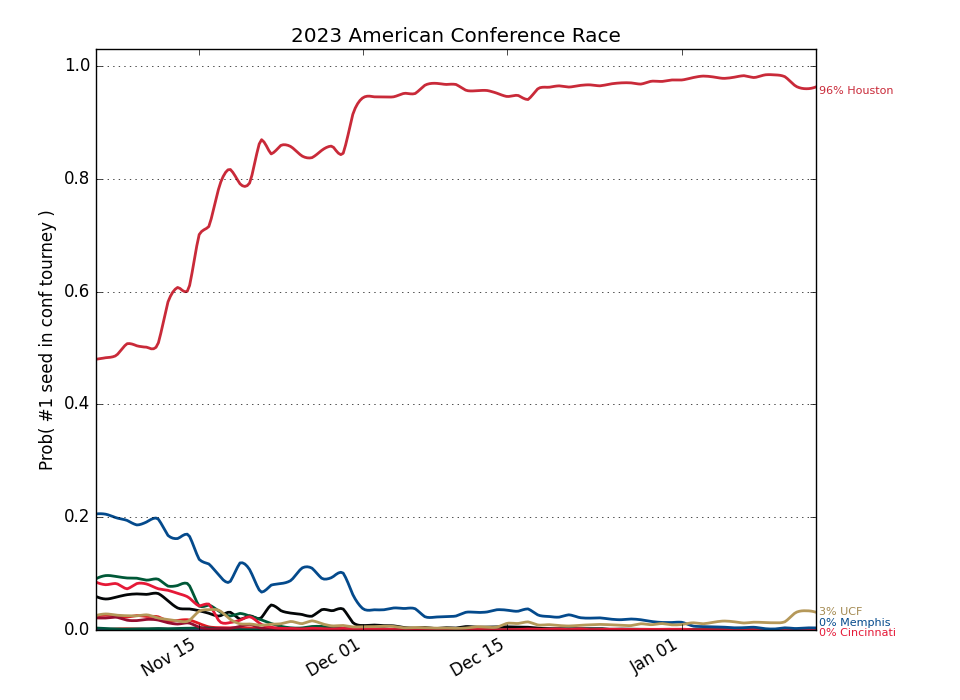 2023 American Conference Race
Prob( #1 seed in conf tourney )
1.0
0.8
0.6
0.4
0.2
0.0
96% Houston
3% UCF
0% Memphis
0% Cincinnati
Nov 15
Dec 01
Dec 15
Jan 01